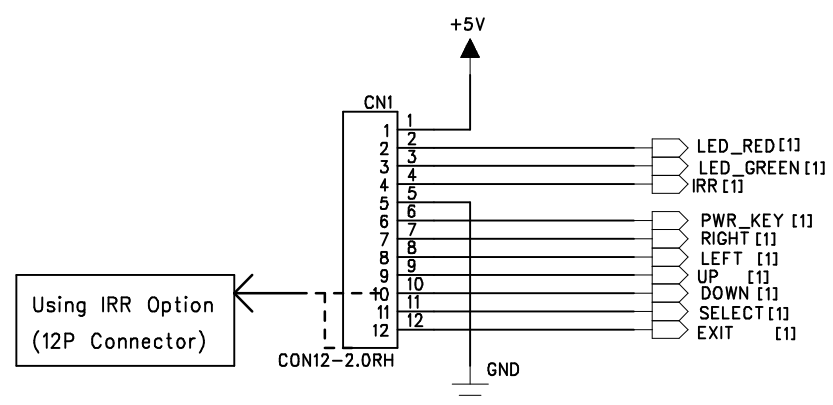 +5V
CN1
1 1
2 2 LED_RED[1]
3 3 LED_GREEN[1]
4 4 IRR[1]
5 5
6 6 PWR_KEY [1]
7 7 RIGHT [1]
8 8 LEFT [1]
9 9 UP [1]
10 10 DOWN [1]
11 11 SELECT[1]
12 12 EXIT [1]
Using IRR Option
(12P Connector)
CON12-2.0RH
GND